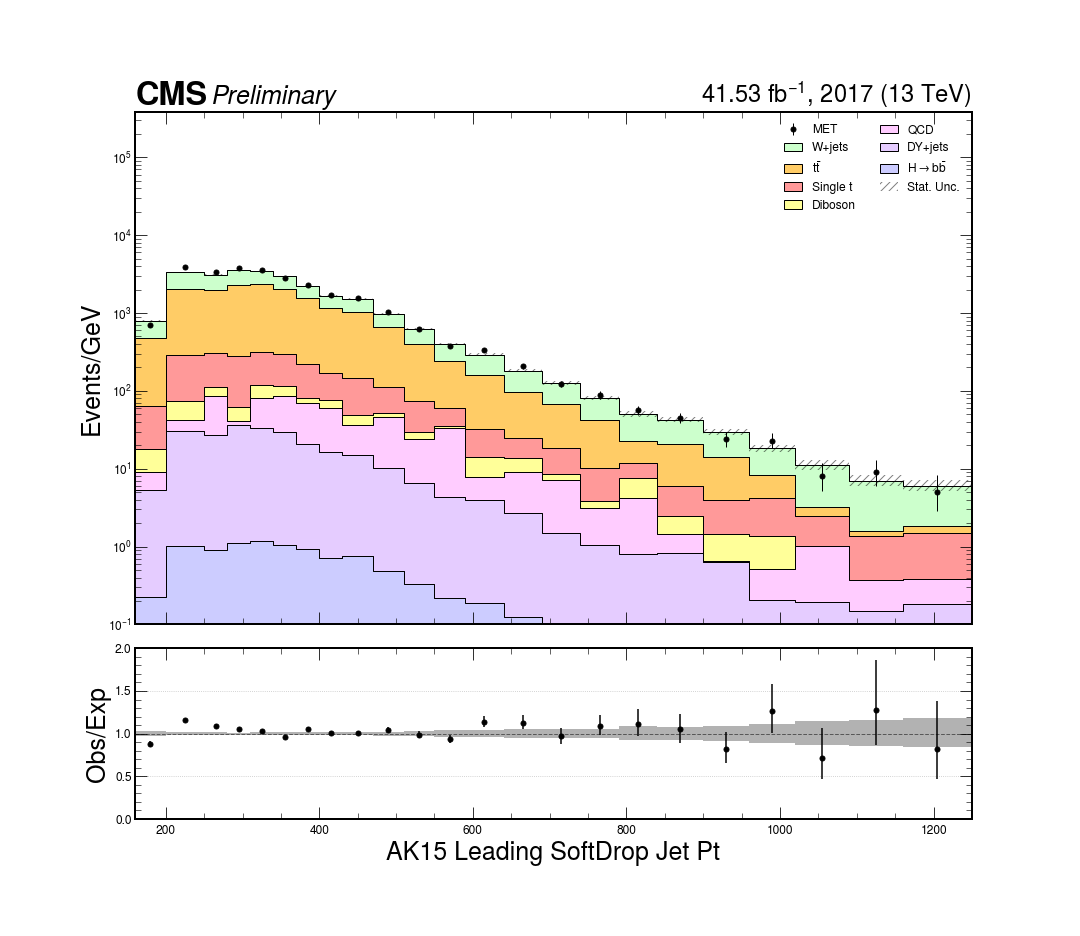 CMS Preliminary 41.53 fb⁻¹, 2017 (13 TeV)
MET QCD
W+jets DY+jets
tt̄ H→bb̄
Single t Stat. Unc.
Diboson
10⁵
10⁴
10³
10²
10¹
10⁰
10⁻¹
Events/GeV
2.0
1.5
1.0
0.5
0.0
Obs/Exp
200 400 600 800 1000 1200
AK15 Leading SoftDrop Jet Pt